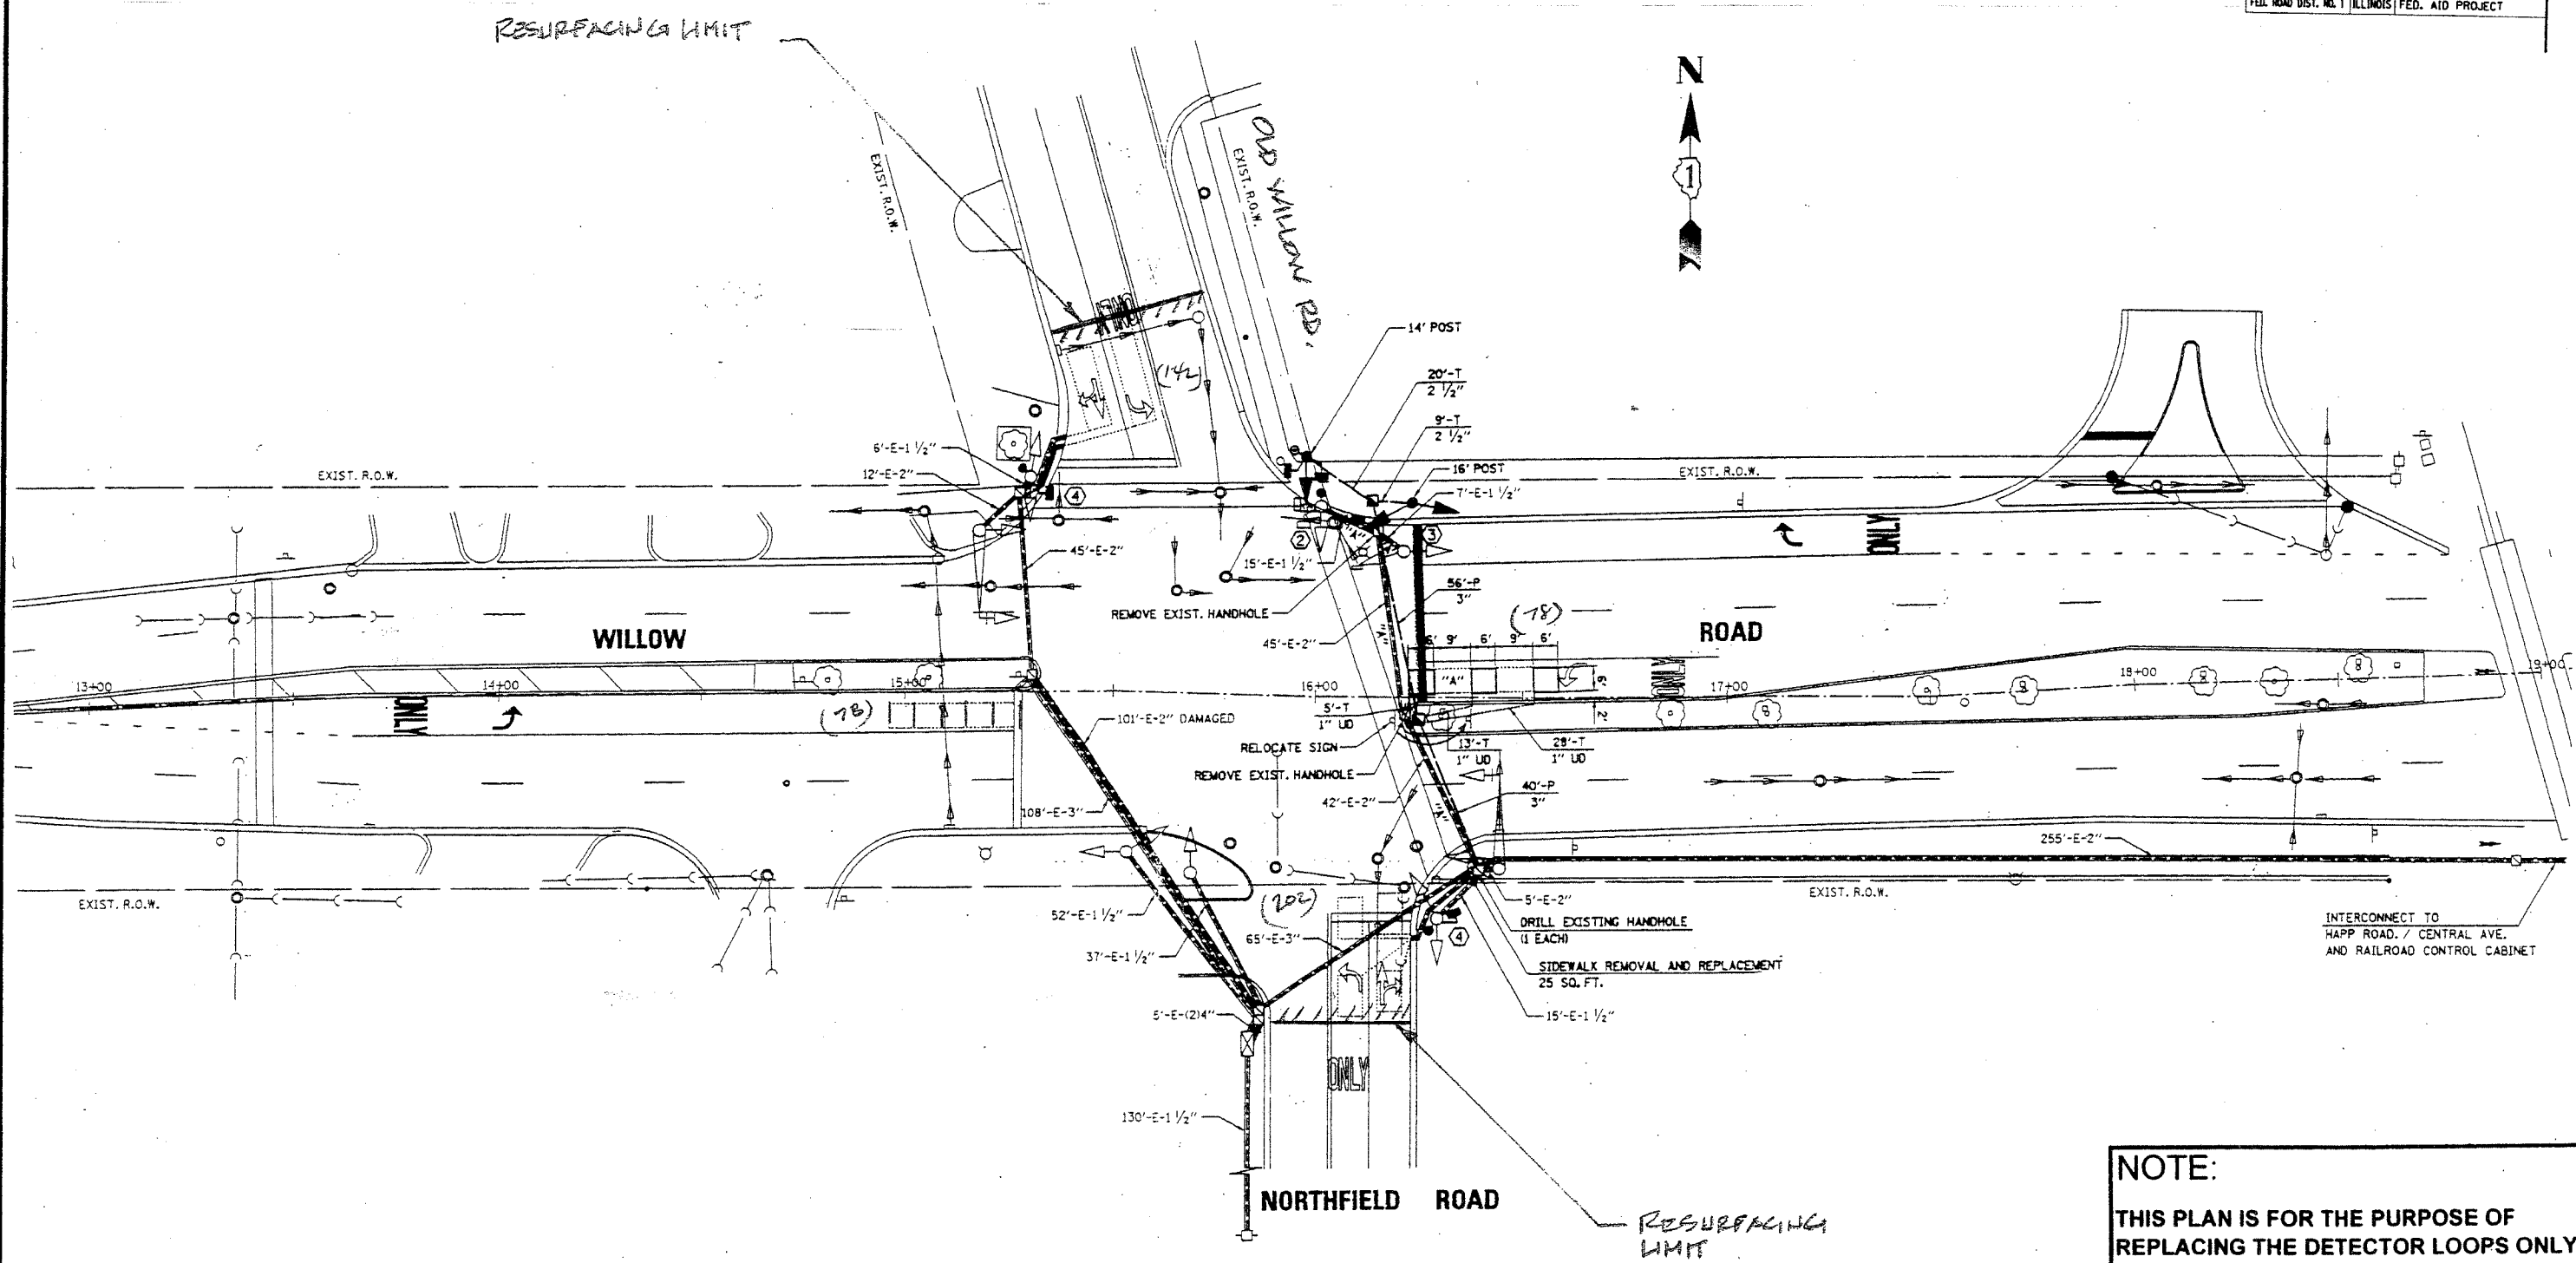 FED. ROAD DIST. NO. 1 ILLINOIS FED. AID PROJECT
RESURFACING LIMIT
N
1
EXIST. R.O.W.
EXIST. R.O.W.
OLD WILLOW RD.
ONLY
(142)
14' POST
20'-T
2 1/2"
9'-T
2 1/2"
16' POST
7'-E-1 1/2"
6'-E-1 1/2"
12'-E-2"
4
EXIST. R.O.W.
EXIST. R.O.W.
2
3
"A"
ONLY
15'-E-1 1/2"
45'-E-2"
56'-P
3"
REMOVE EXIST. HANDHOLE
(78)
45'-E-2"
"A"
6' 9' 6' 9' 6'
WILLOW
ROAD
ONLY
"A"
6'
2'
13+00
14+00
15+00
16+00
17+00
18+00
19+00
ONLY
(78)
101'-E-2" DAMAGED
5'-T
1" UD
RELOCATE SIGN
13'-T
1" UD
28'-T
1" UD
REMOVE EXIST. HANDHOLE
42'-E-2"
40'-P
3"
"A"
108'-E-3"
255'-E-2"
EXIST. R.O.W.
EXIST. R.O.W.
52'-E-1 1/2"
(202)
5'-E-2"
DRILL EXISTING HANDHOLE
(1 EACH)
4
65'-E-3"
37'-E-1 1/2"
INTERCONNECT TO
HAPP ROAD. / CENTRAL AVE.
AND RAILROAD CONTROL CABINET
SIDEWALK REMOVAL AND REPLACEMENT
25 SQ. FT.
5'-E-(2)4"
15'-E-1 1/2"
ONLY
130'-E-1 1/2"
NORTHFIELD ROAD
RESURFACING
LIMIT
NOTE:
THIS PLAN IS FOR THE PURPOSE OF
REPLACING THE DETECTOR LOOPS ONLY